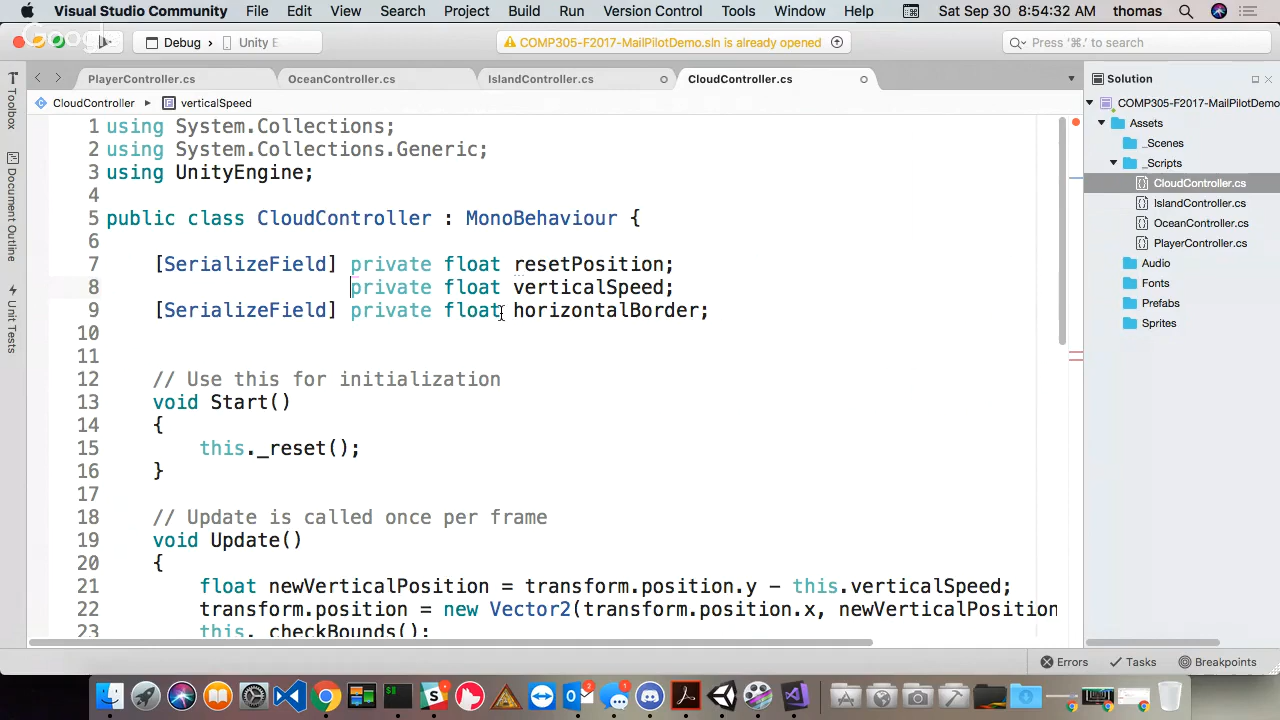 Visual Studio Community File Edit View Search Project Build Run Version Control Tools Window Help Sat Sep 30 8:54:32 AM thomas
Debug Unity E COMP305-F2017-MailPilotDemo.sln is already opened Press '⌘.' to search
PlayerController.cs OceanController.cs IslandController.cs CloudController.cs Solution
CloudController verticalSpeed COMP305-F2017-MailPilotDemo
Toolbox
Document Outline
Unit Tests
1 using System.Collections;
2 using System.Collections.Generic;
3 using UnityEngine;
4
5 public class CloudController : MonoBehaviour {
6
7 [SerializeField] private float resetPosition;
8 private float verticalSpeed;
9 [SerializeField] private float horizontalBorder;
10
11
12 // Use this for initialization
13 void Start()
14 {
15 this._reset();
16 }
17
18 // Update is called once per frame
19 void Update()
20 {
21 float newVerticalPosition = transform.position.y - this.verticalSpeed;
22 transform.position = new Vector2(transform.position.x, newVerticalPosition
23 this._checkBounds();
Assets
_Scenes
_Scripts
CloudController.cs
IslandController.cs
OceanController.cs
PlayerController.cs
Audio
Fonts
Prefabs
Sprites
Errors Tasks Breakpoints